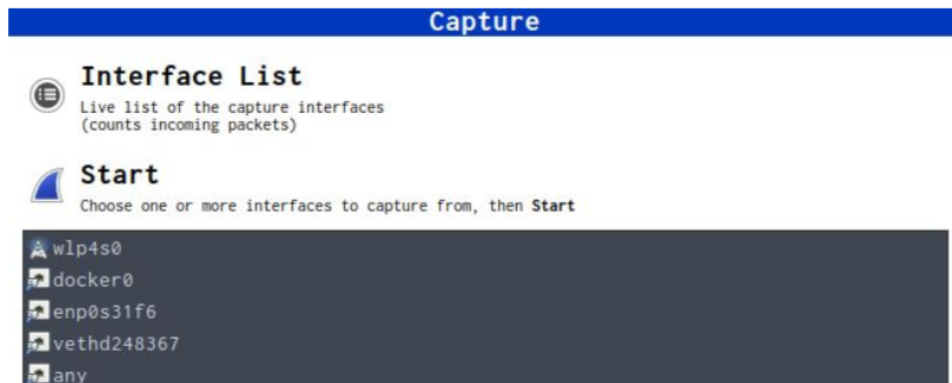 Capture
Interface List
Live list of the capture interfaces
(counts incoming packets)
Start
Choose one or more interfaces to capture from, then Start
wlp4s0
docker0
enp0s31f6
vethd248367
any